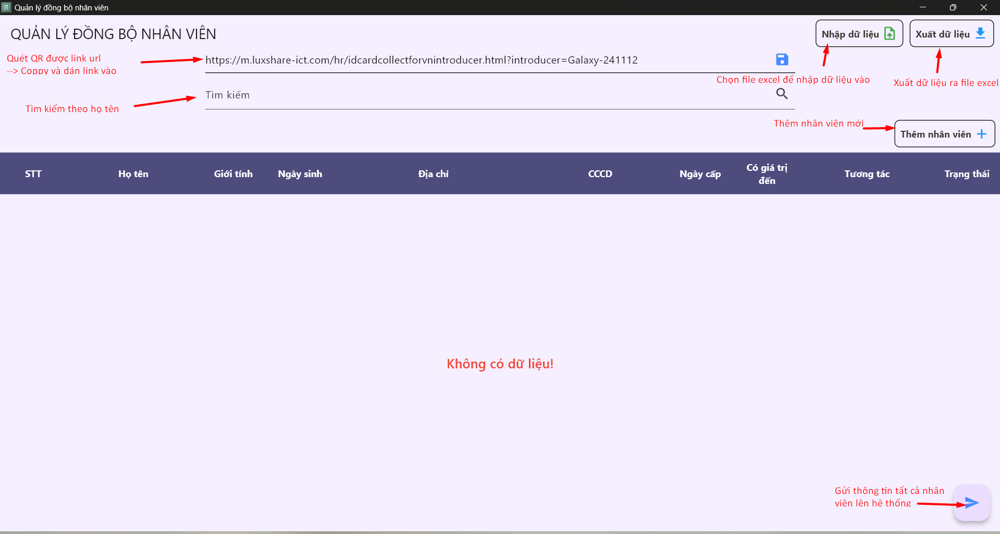 Quản lý đồng bộ nhân viên
QUẢN LÝ ĐỒNG BỘ NHÂN VIÊN
Nhập dữ liệu
Xuất dữ liệu
Quét QR được link url
--> Coppy và dán link vào
https://m.luxshare-ict.com/hr/idcardcollectforvnintroducer.html?introducer=Galaxy-241112
Chọn file excel để nhập dữ liệu vào
Xuất dữ liệu ra file excel
Tìm kiếm
Tìm kiếm theo họ tên
Thêm nhân viên mới
Thêm nhân viên
STT Họ tên Giới tính Ngày sinh Địa chỉ CCCD Ngày cấp Có giá trị đến Tương tác Trạng thái
Không có dữ liệu!
Gửi thông tin tất cả nhân
viên lên hê thống